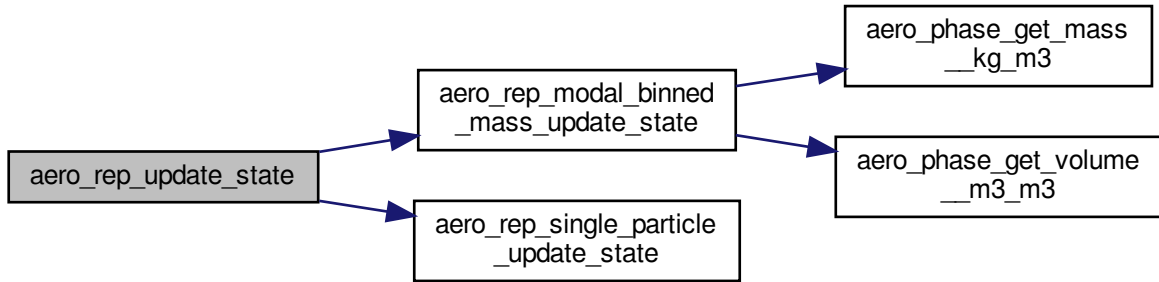 aero_rep_update_state
aero_rep_modal_binned
_mass_update_state
aero_rep_single_particle
_update_state
aero_phase_get_mass
__kg_m3
aero_phase_get_volume
__m3_m3